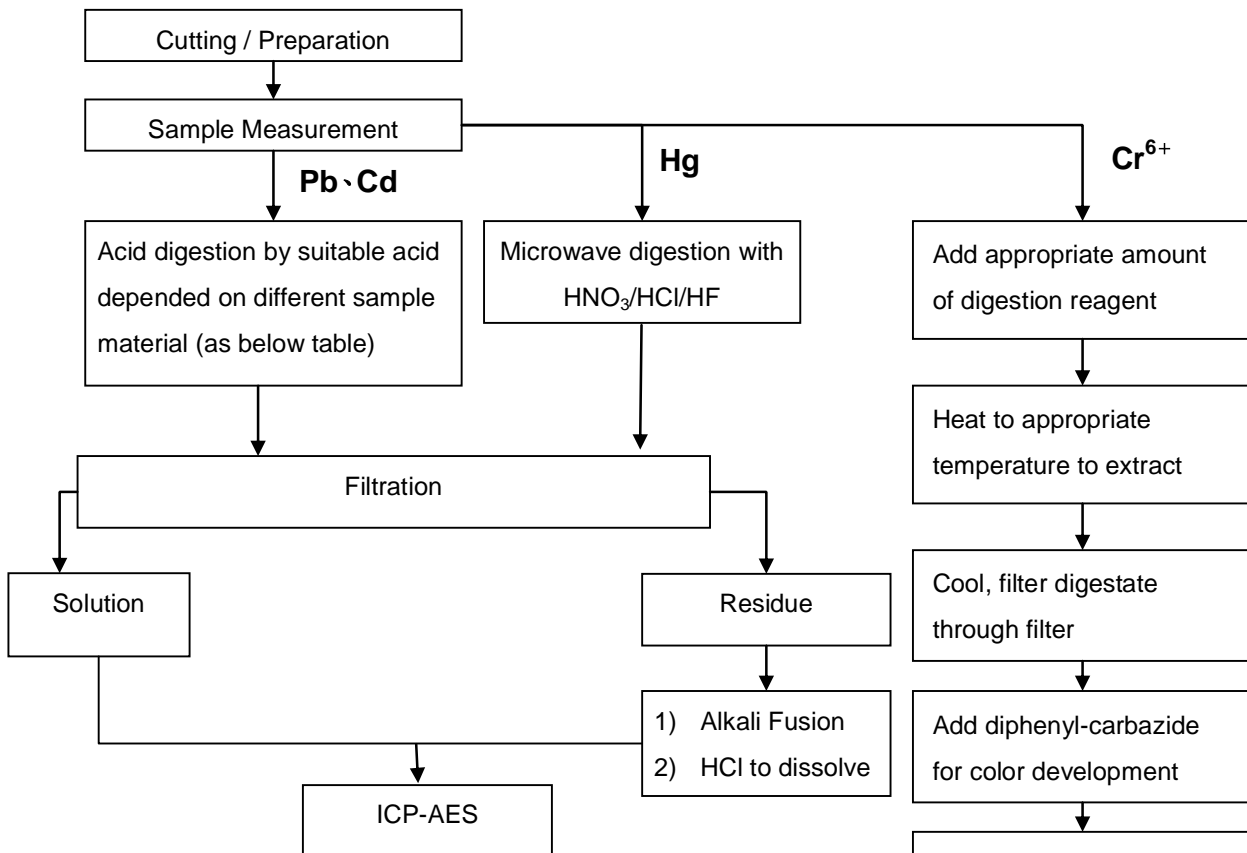 Cutting / Preparation
Sample Measurement
Pb、Cd
Hg
Cr⁶⁺
Acid digestion by suitable acid
depended on different sample
material (as below table)
Microwave digestion with
HNO₃/HCl/HF
Add appropriate amount
of digestion reagent
Heat to appropriate
temperature to extract
Filtration
Solution
Residue
Cool, filter digestate
through filter
1) Alkali Fusion
2) HCl to dissolve
Add diphenyl-carbazide
for color development
ICP-AES